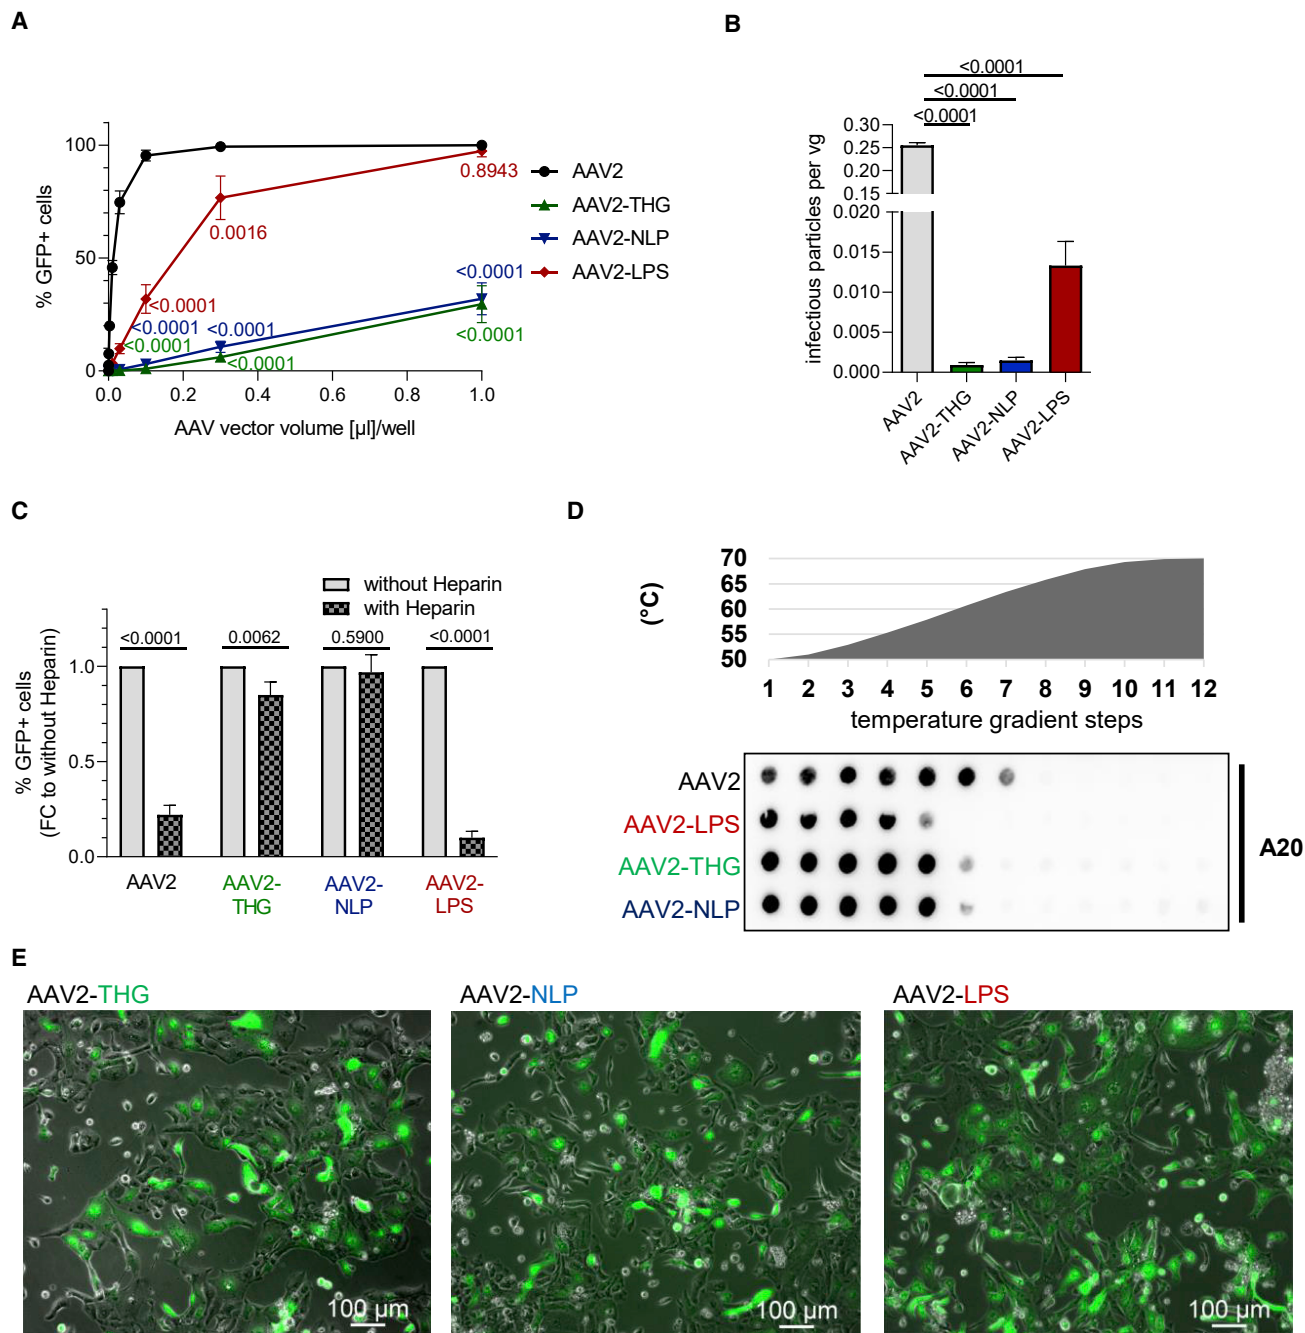 A
% GFP+ cells
100
50
0
0.0 0.2 0.4 0.6 0.8 1.0
AAV vector volume [µl]/well
<0.0001
<0.0001
<0.0001
0.0016
<0.0001
<0.0001
0.8943
<0.0001
<0.0001
AAV2
AAV2-THG
AAV2-NLP
AAV2-LPS
B
<0.0001
<0.0001
<0.0001
infectious particles per vg
0.30
0.25
0.20
0.15
0.020
0.015
0.010
0.005
0.000
AAV2
AAV2-THG
AAV2-NLP
AAV2-LPS
C
without Heparin
with Heparin
<0.0001 0.0062 0.5900 <0.0001
% GFP+ cells
(FC to without Heparin)
1.0
0.5
0.0
AAV2
AAV2-
THG
AAV2-
NLP
AAV2-
LPS
D
(°C)
70
65
60
55
50
1 2 3 4 5 6 7 8 9 10 11 12
temperature gradient steps
AAV2
AAV2-LPS
AAV2-THG
AAV2-NLP
A20
E
AAV2-THG
100 µm
AAV2-NLP
100 µm
AAV2-LPS
100 µm